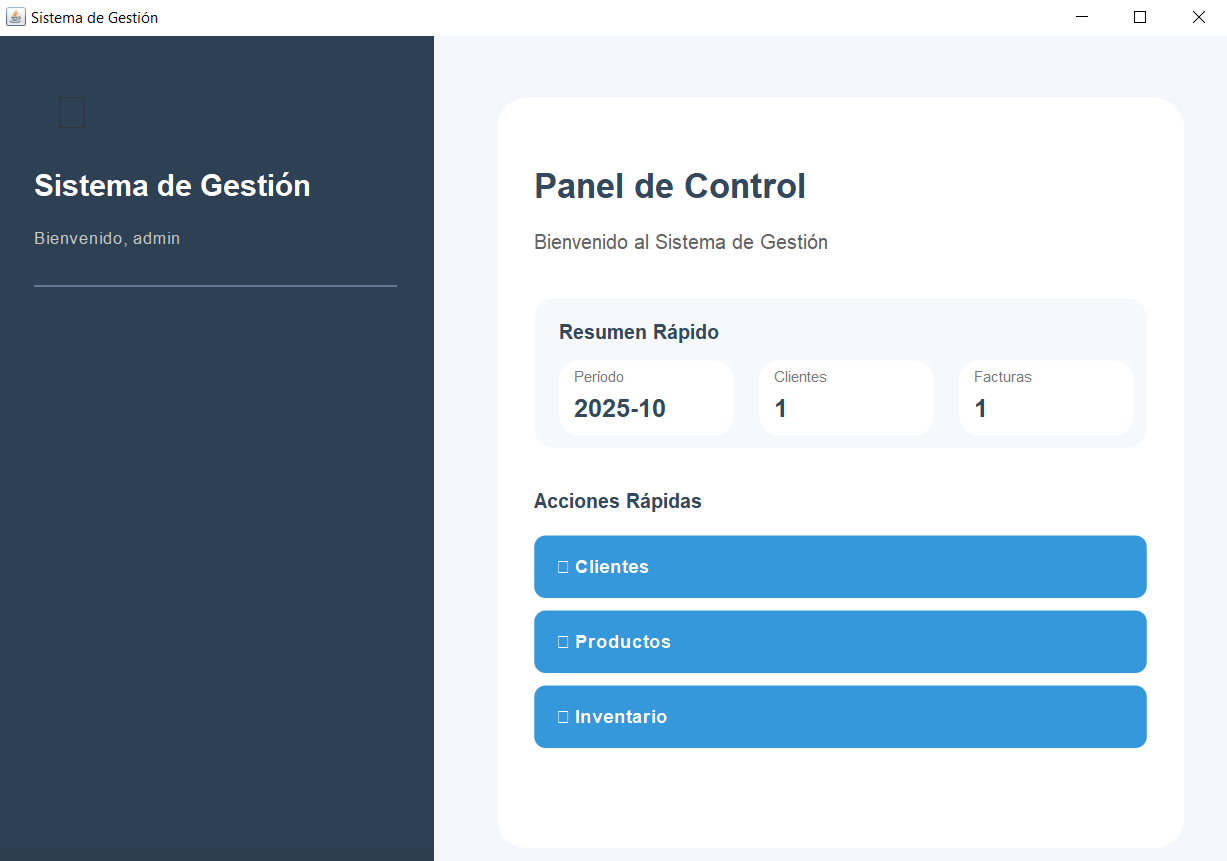 Sistema de Gestión
Sistema de Gestión
Bienvenido, admin
Panel de Control
Bienvenido al Sistema de Gestión
Resumen Rápido
Período
2025-10
Clientes
1
Facturas
1
Acciones Rápidas
Clientes
Productos
Inventario